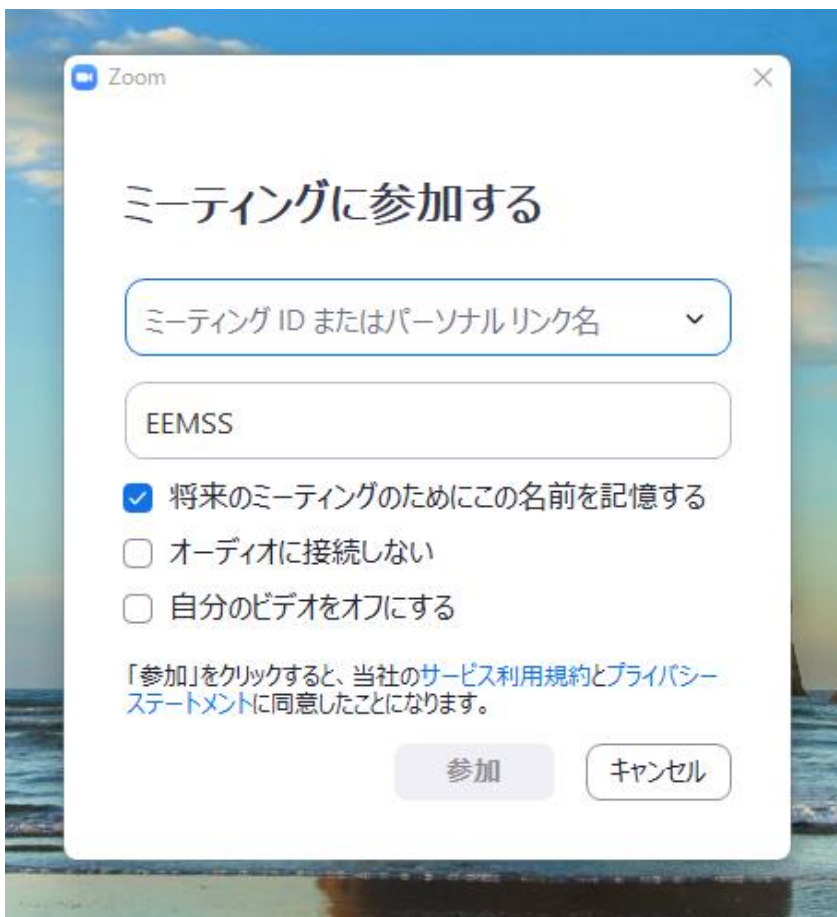 Zoom
ミーティングに参加する
ミーティング ID またはパーソナル リンク名
EEMSS
将来のミーティングのためにこの名前を記憶する
オーディオに接続しない
自分のビデオをオフにする
「参加」をクリックすると、当社のサービス利用規約とプライバシー
ステートメントに同意したことになります。
参加 キャンセル